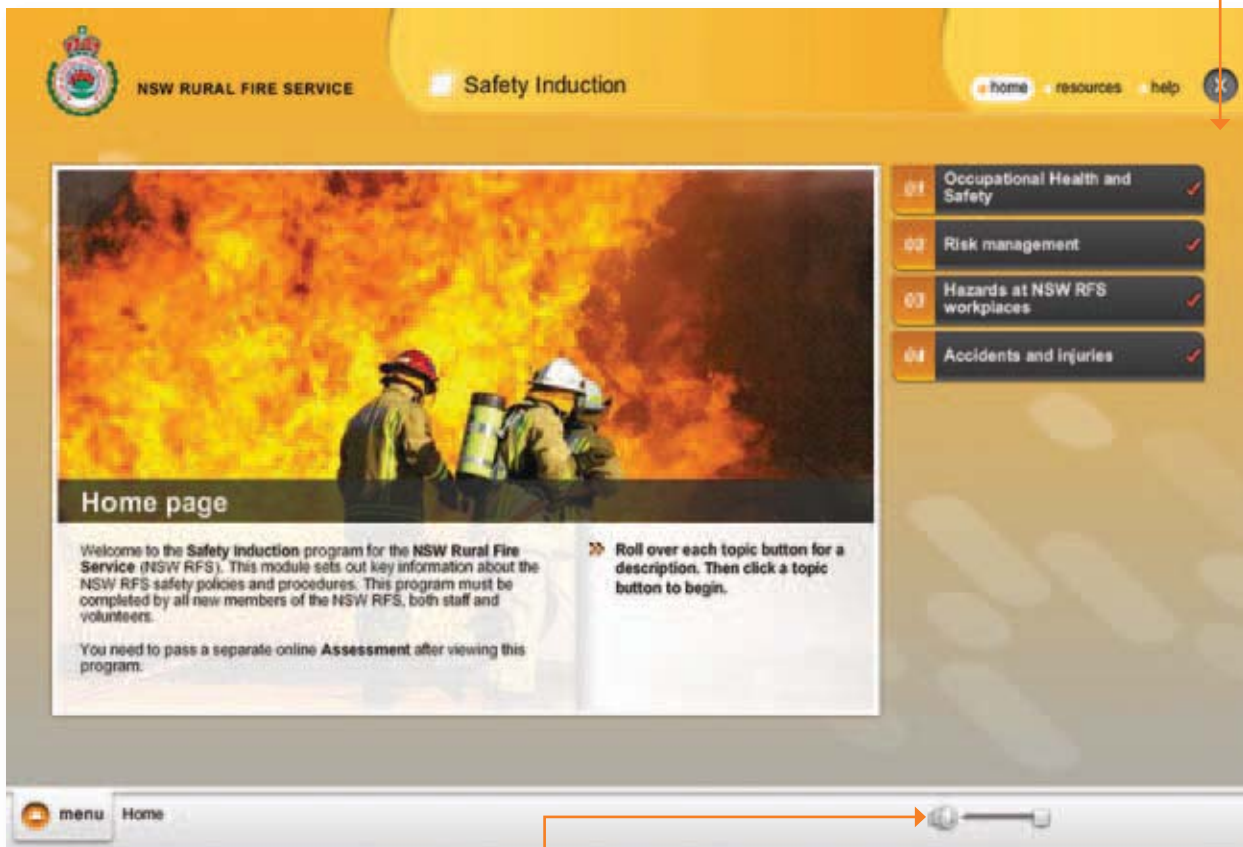 NSW RURAL FIRE SERVICE
Safety Induction
home resources help
01 Occupational Health and
Safety
02 Risk management
03 Hazards at NSW RFS
workplaces
04 Accidents and injuries
Home page
Welcome to the Safety Induction program for the NSW Rural Fire
Service (NSW RFS). This module sets out key information about the
NSW RFS safety policies and procedures. This program must be
completed by all new members of the NSW RFS, both staff and
volunteers.
You need to pass a separate online Assessment after viewing this
program.
Roll over each topic button for a
description. Then click a topic
button to begin.
menu Home